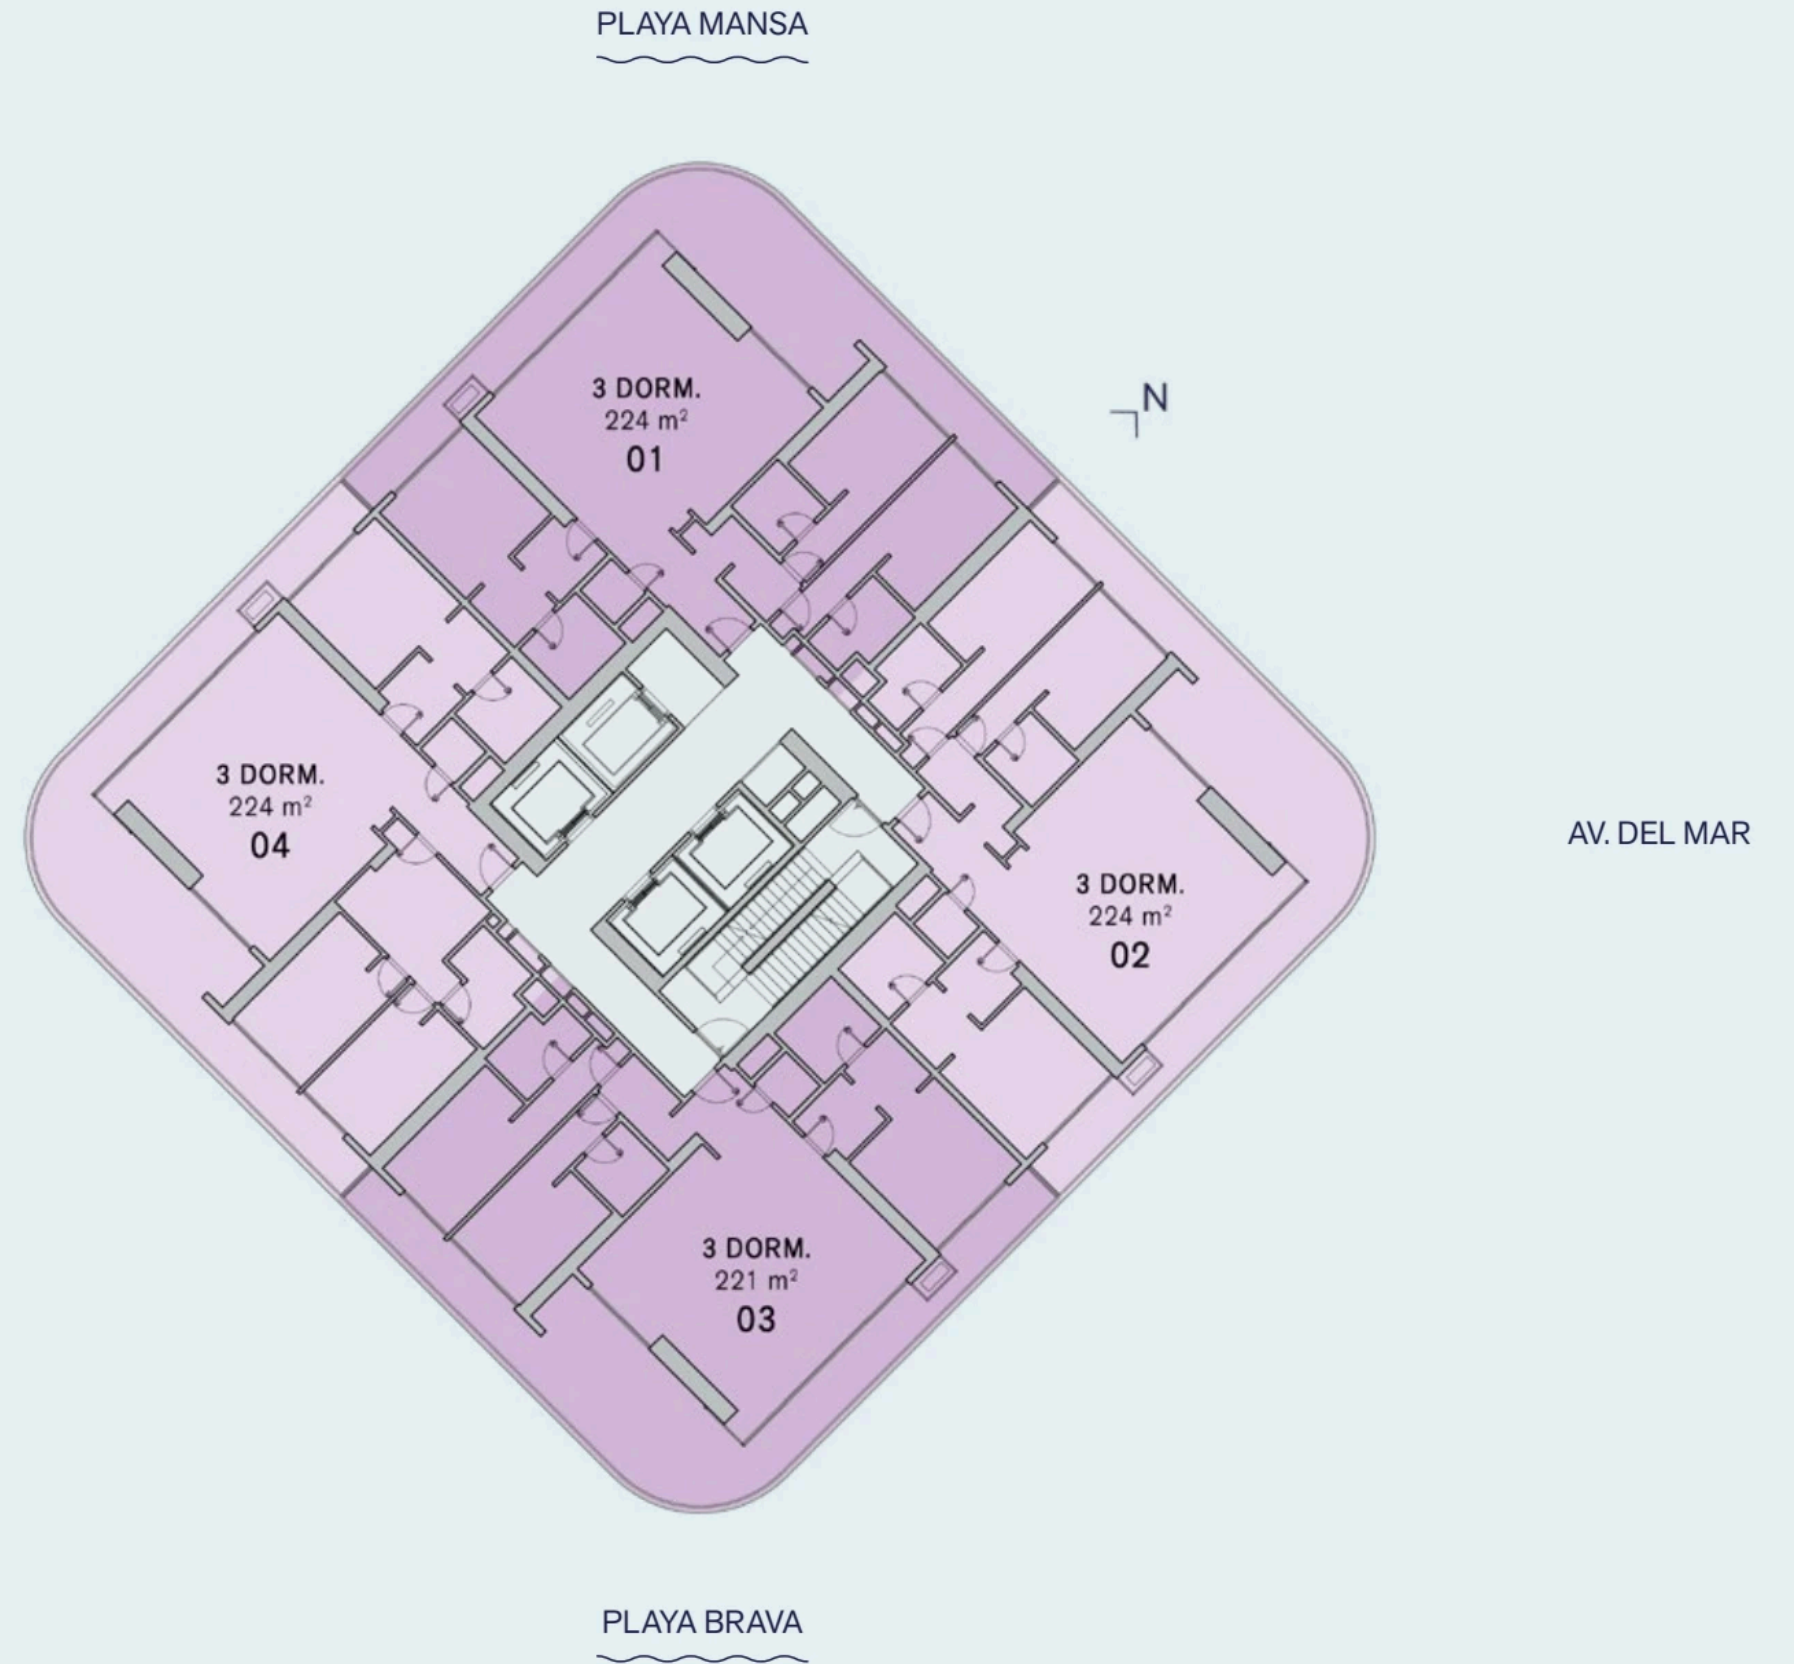 PLAYA MANSA
3 DORM.
224 m²
01
N
3 DORM.
224 m²
04
AV. DEL MAR
3 DORM.
224 m²
02
3 DORM.
221 m²
03
PLAYA BRAVA